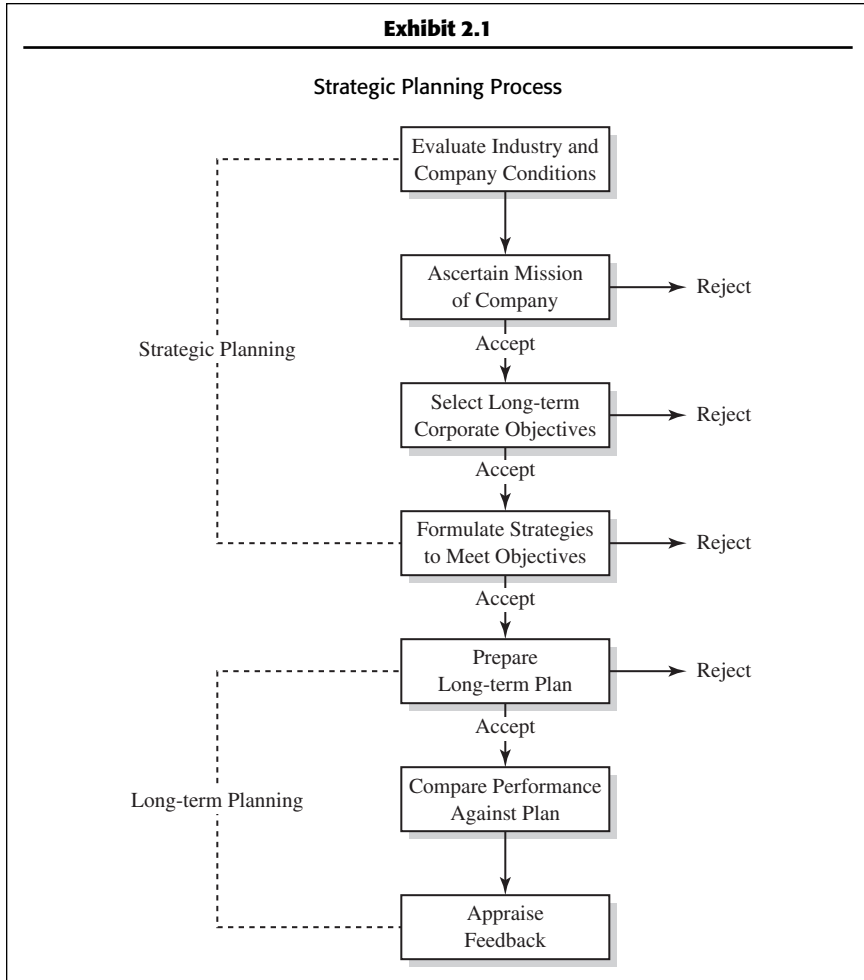 Exhibit 2.1
Strategic Planning Process
Evaluate Industry and
Company Conditions
Ascertain Mission
of Company
Reject
Accept
Strategic Planning
Select Long-term
Corporate Objectives
Reject
Accept
Formulate Strategies
to Meet Objectives
Reject
Accept
Prepare
Long-term Plan
Reject
Accept
Long-term Planning
Compare Performance
Against Plan
Appraise
Feedback